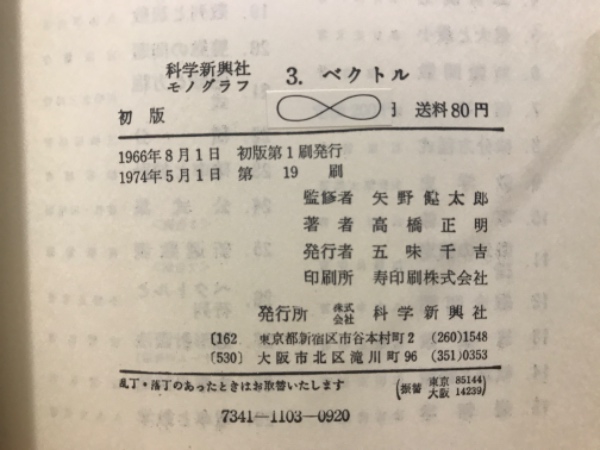 科学新興社
モノグラフ 3. ベクトル
初版 送料80円
1966年8月1日 初版第1刷発行
1974年5月1日 第19刷
監修者 矢野健太郎
著者 高橋正明
発行者 五味千吉
印刷所 寿印刷株式会社
発行所 株式会社 科学新興社
〔162 東京都新宿区市谷本村町2 (260)1548
〔530〕 大阪市北区滝川町96 (351)0353
乱丁・落丁のあったときはお取替いたします (振替 東京 85144 大阪 14239)
7341-1103-0920